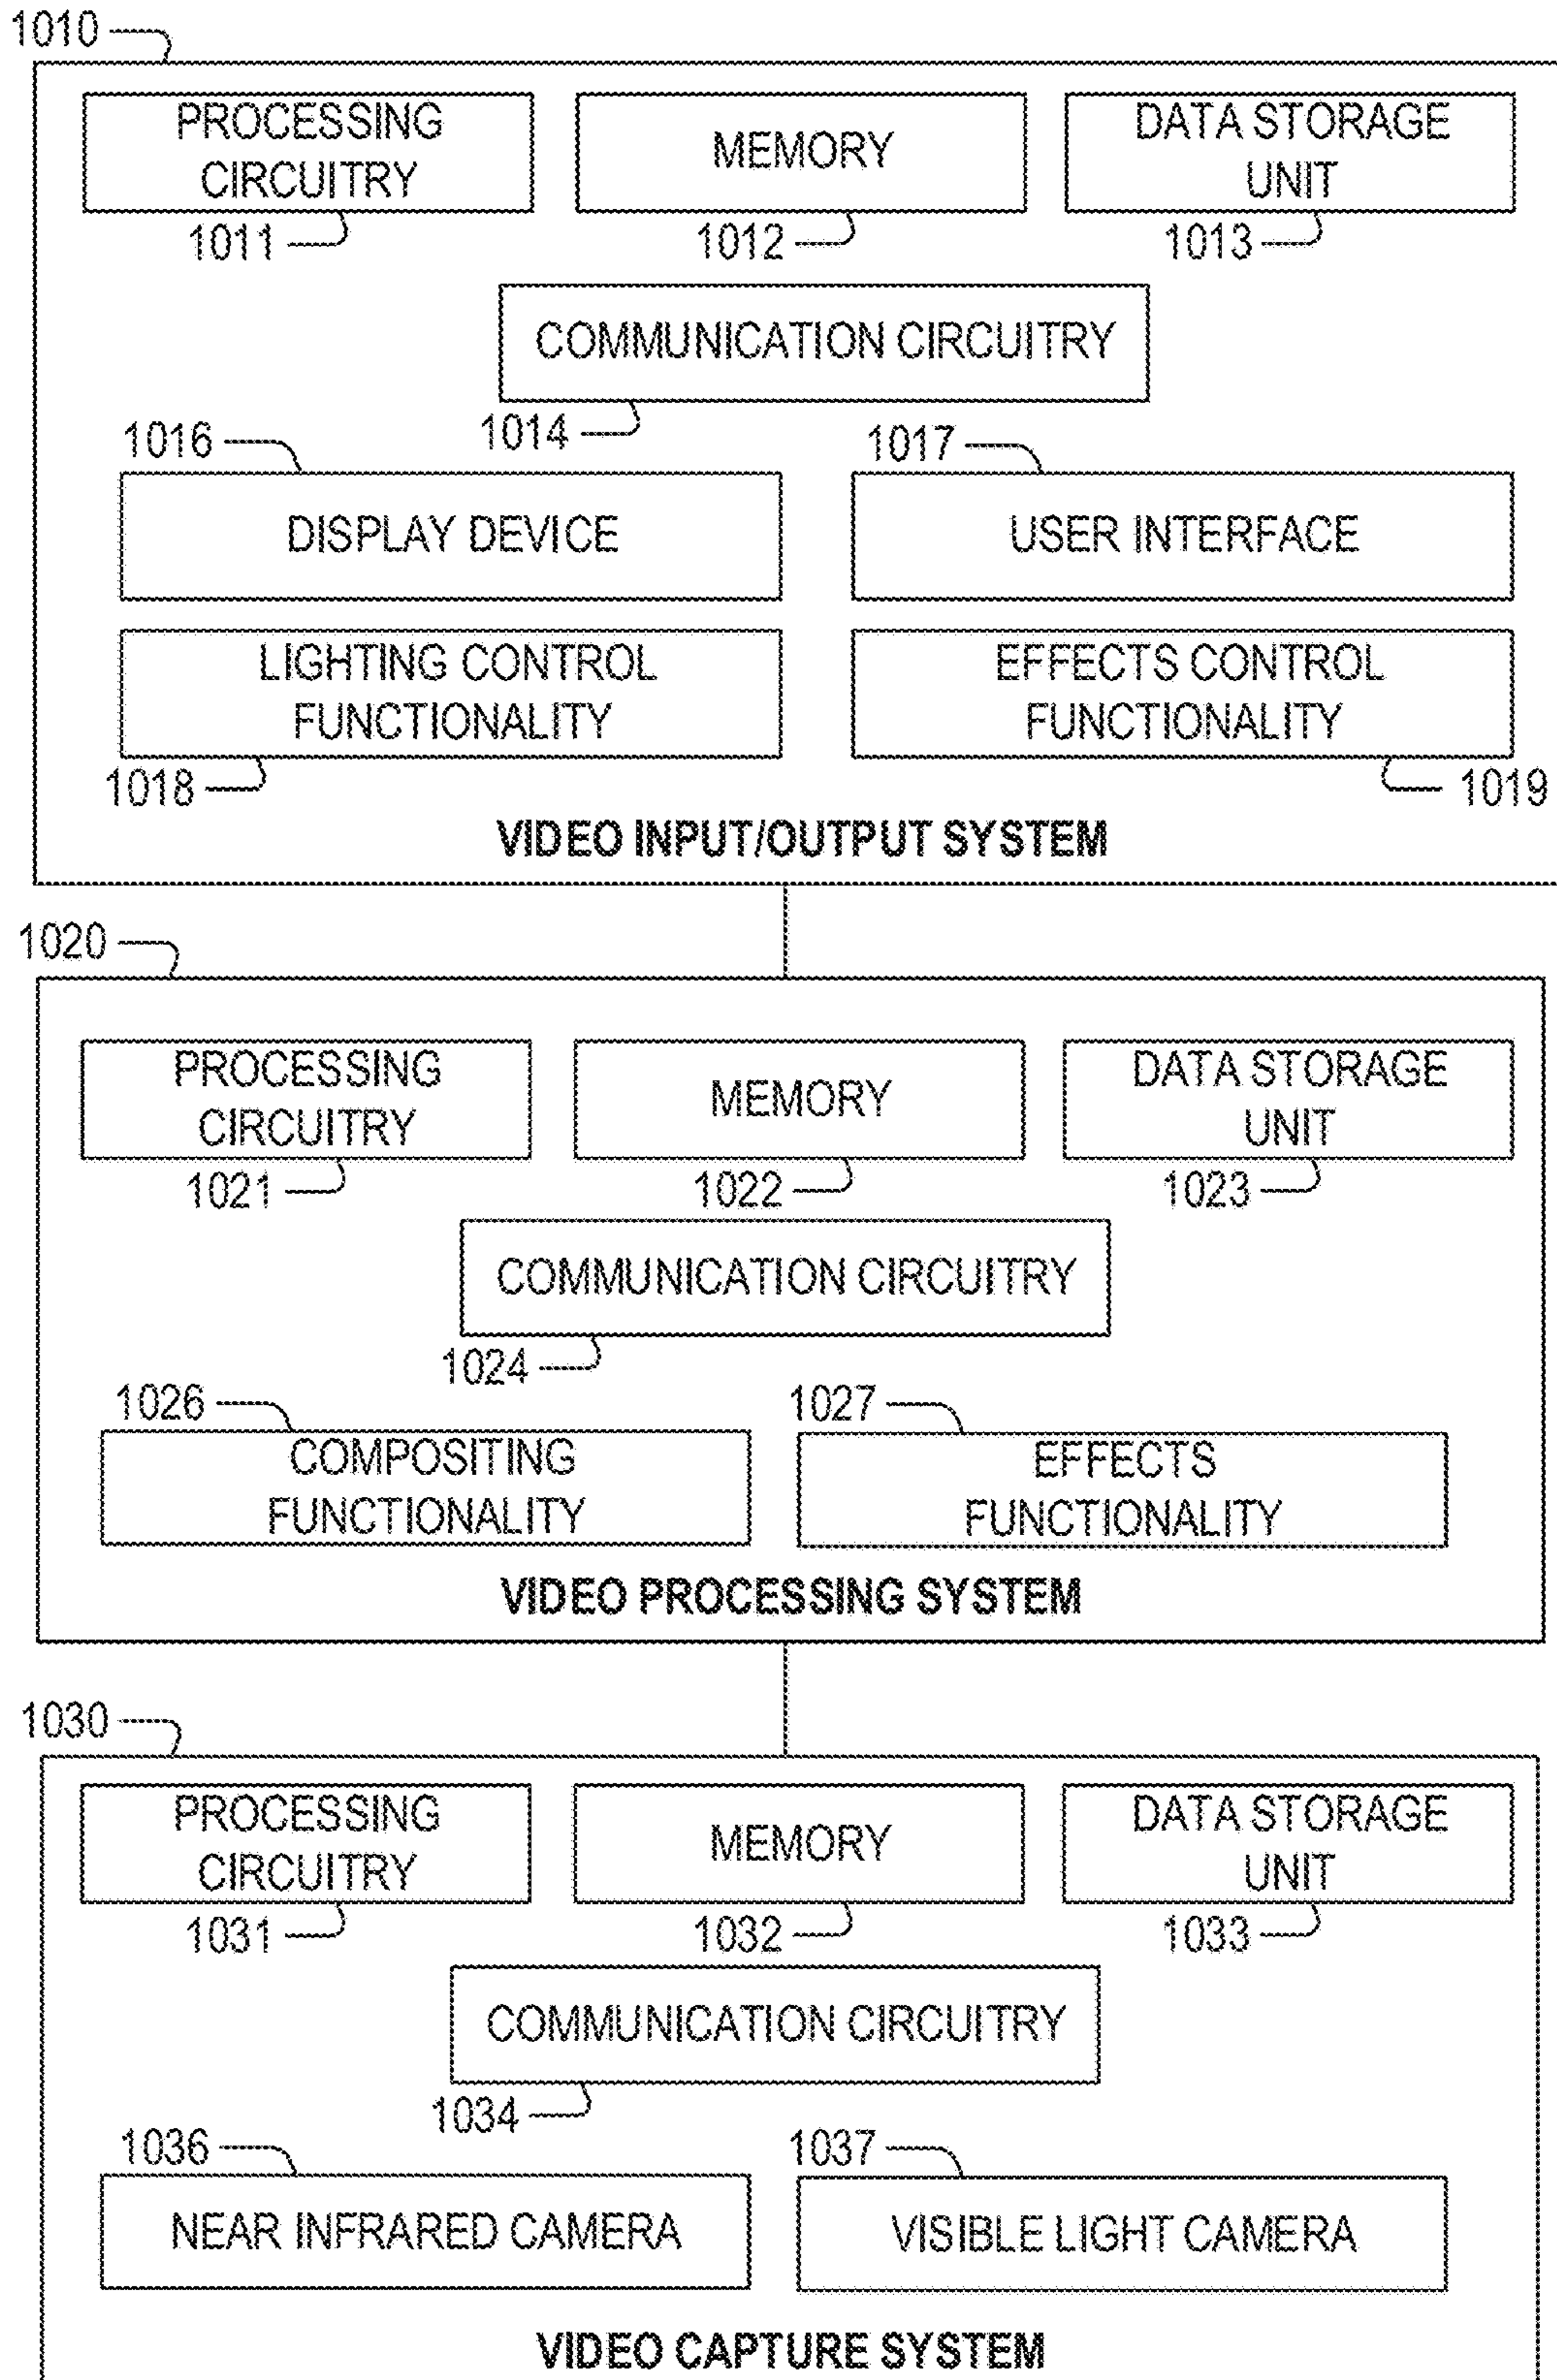 1010
PROCESSING
CIRCUITRY
MEMORY
DATA STORAGE
UNIT
1011
1012
1013
COMMUNICATION CIRCUITRY
1014
1016
1017
DISPLAY DEVICE
USER INTERFACE
LIGHTING CONTROL
FUNCTIONALITY
EFFECTS CONTROL
FUNCTIONALITY
1018
1019
VIDEO INPUT/OUTPUT SYSTEM
1020
PROCESSING
CIRCUITRY
MEMORY
DATA STORAGE
UNIT
1021
1022
1023
COMMUNICATION CIRCUITRY
1024
1026
1027
COMPOSITING
FUNCTIONALITY
EFFECTS
FUNCTIONALITY
VIDEO PROCESSING SYSTEM
1030
PROCESSING
CIRCUITRY
MEMORY
DATA STORAGE
UNIT
1031
1032
1033
COMMUNICATION CIRCUITRY
1034
1036
1037
NEAR INFRARED CAMERA
VISIBLE LIGHT CAMERA
VIDEO CAPTURE SYSTEM